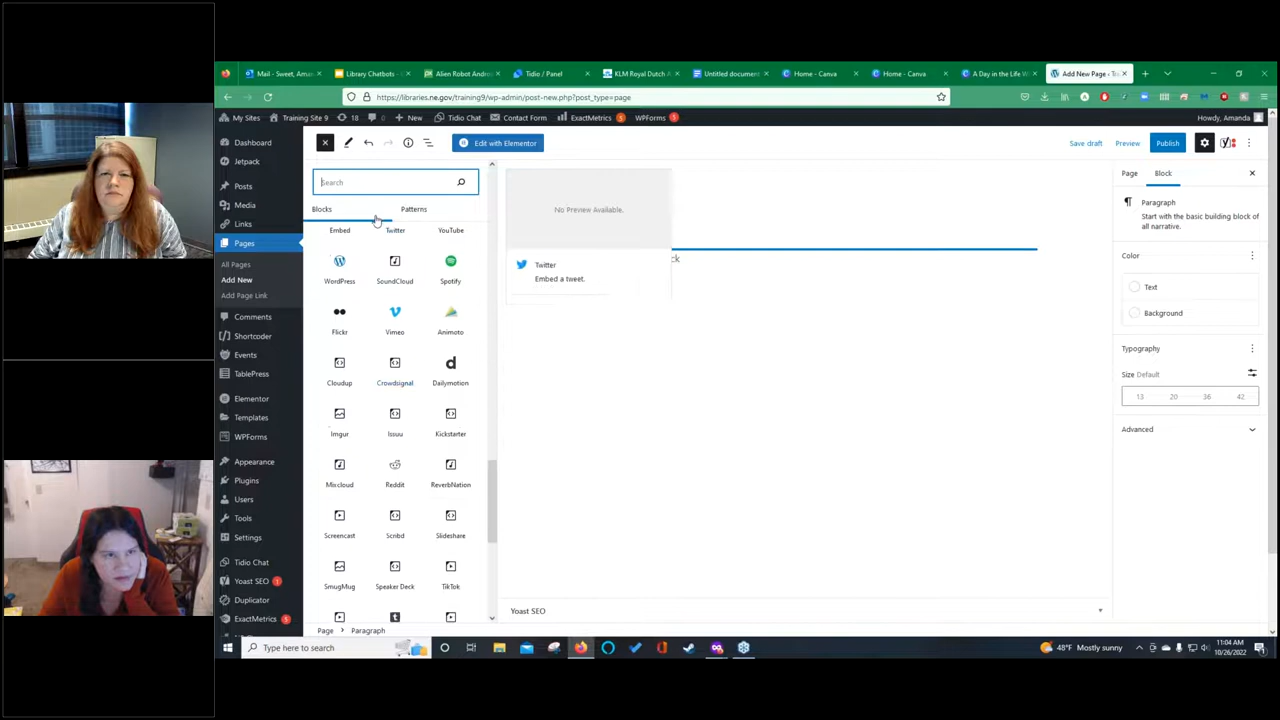 Mail - Sweet, Ama
Library Chatbots -
Alien Robot Androi
Tidio / Panel
KLM Royal Dutch A
Untitled document
Home - Canva
Home - Canva
A Day in the Life W
Add New Page ‹ Tr
https://libraries.ne.gov/training9/wp-admin/post-new.php?post_type=page
My Sites
Training Site 9
18
0
New
Tidio Chat
Contact Form
ExactMetrics
5
WPForms
5
Howdy, Amanda
Edit with Elementor
Save draft
Preview
Publish
Dashboard
Jetpack
Posts
Media
Links
Pages
All Pages
Add New
Add Page Link
Comments
Shortcoder
Events
TablePress
Elementor
Templates
WPForms
Appearance
Plugins
Users
Tools
Settings
Tidio Chat
Yoast SEO 1
Duplicator
ExactMetrics 5
Search
Blocks
Patterns
Embed
Twitter
YouTube
WordPress
SoundCloud
Spotify
Flickr
Vimeo
Animoto
Cloudup
Crowdsignal
Dailymotion
Imgur
Issuu
Kickstarter
Mixcloud
Reddit
ReverbNation
Screencast
Scribd
Slideshare
SmugMug
Speaker Deck
TikTok
No Preview Available.
Twitter
Embed a tweet.
ck
Yoast SEO
Page
Paragraph
Page
Block
Paragraph
Start with the basic building block of
all narrative.
Color
Text
Background
Typography
Size Default
13
20
36
42
Advanced
Type here to search
48°F Mostly sunny
11:04 AM
10/26/2022